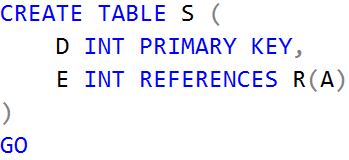 CREATE TABLE S (
    D INT PRIMARY KEY,
    E INT REFERENCES R(A)
)
GO